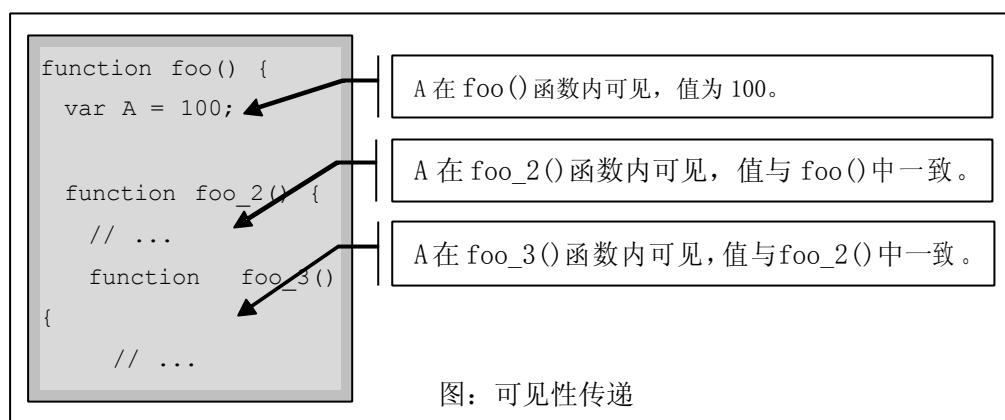 function foo() {
var A = 100;
function foo_2() {
// ...
function foo_3()
{
// ...
A 在 foo()函数内可见，值为 100。
A 在 foo_2()函数内可见，值与 foo()中一致。
A 在 foo_3()函数内可见，值与foo_2()中一致。
图：可见性传递